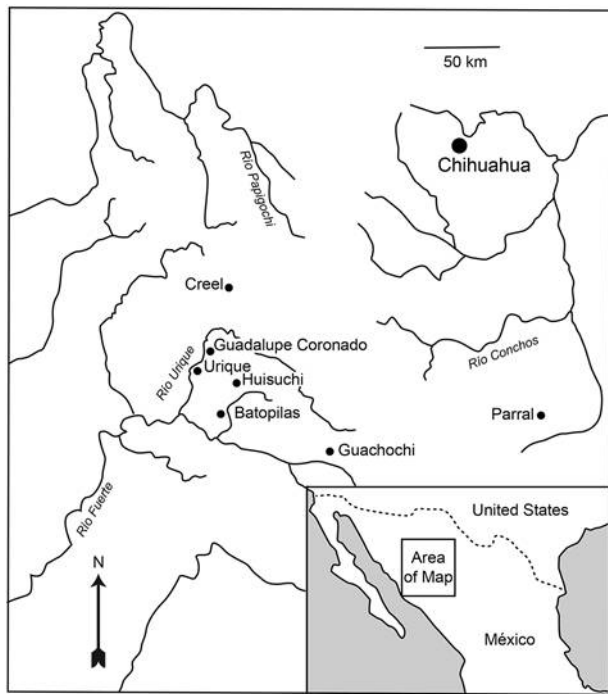 50 km
Chihuahua
Río Papigochi
Creel
Guadalupe Coronado
Río Urique
Urique
Huisuchi
Río Conchos
Batopilas
Parral
Guachochi
Río Fuerte
N
United States
Area
of Map
México